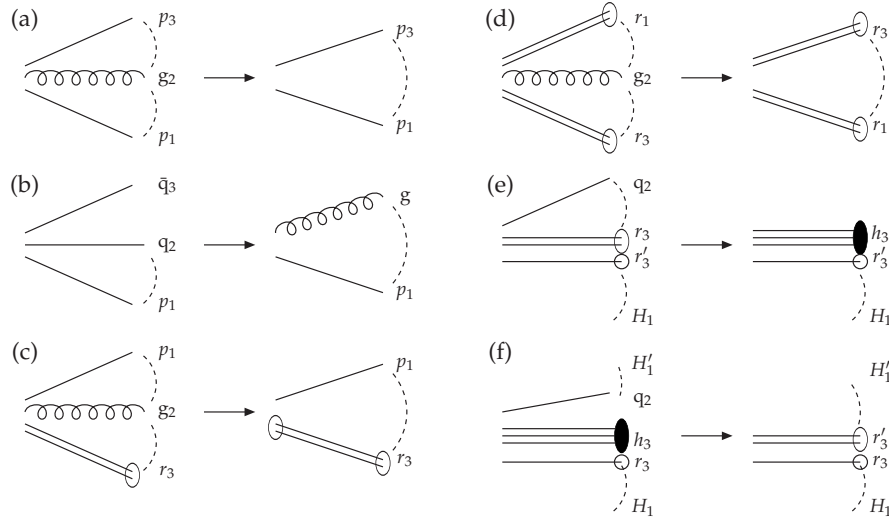 (a)
p₃
g₂
p₁
p₃
p₁
(b)
q̄₃
q₂
p₁
g
p₁
(c)
p₁
g₂
r₃
p₁
r₃
(d)
r₁
g₂
r₃
r₃
r₁
(e)
q₂
r₃
r′₃
H₁
h₃
r′₃
H₁
(f)
H′₁
q₂
h₃
r₃
H₁
H′₁
r′₃
r₃
H₁